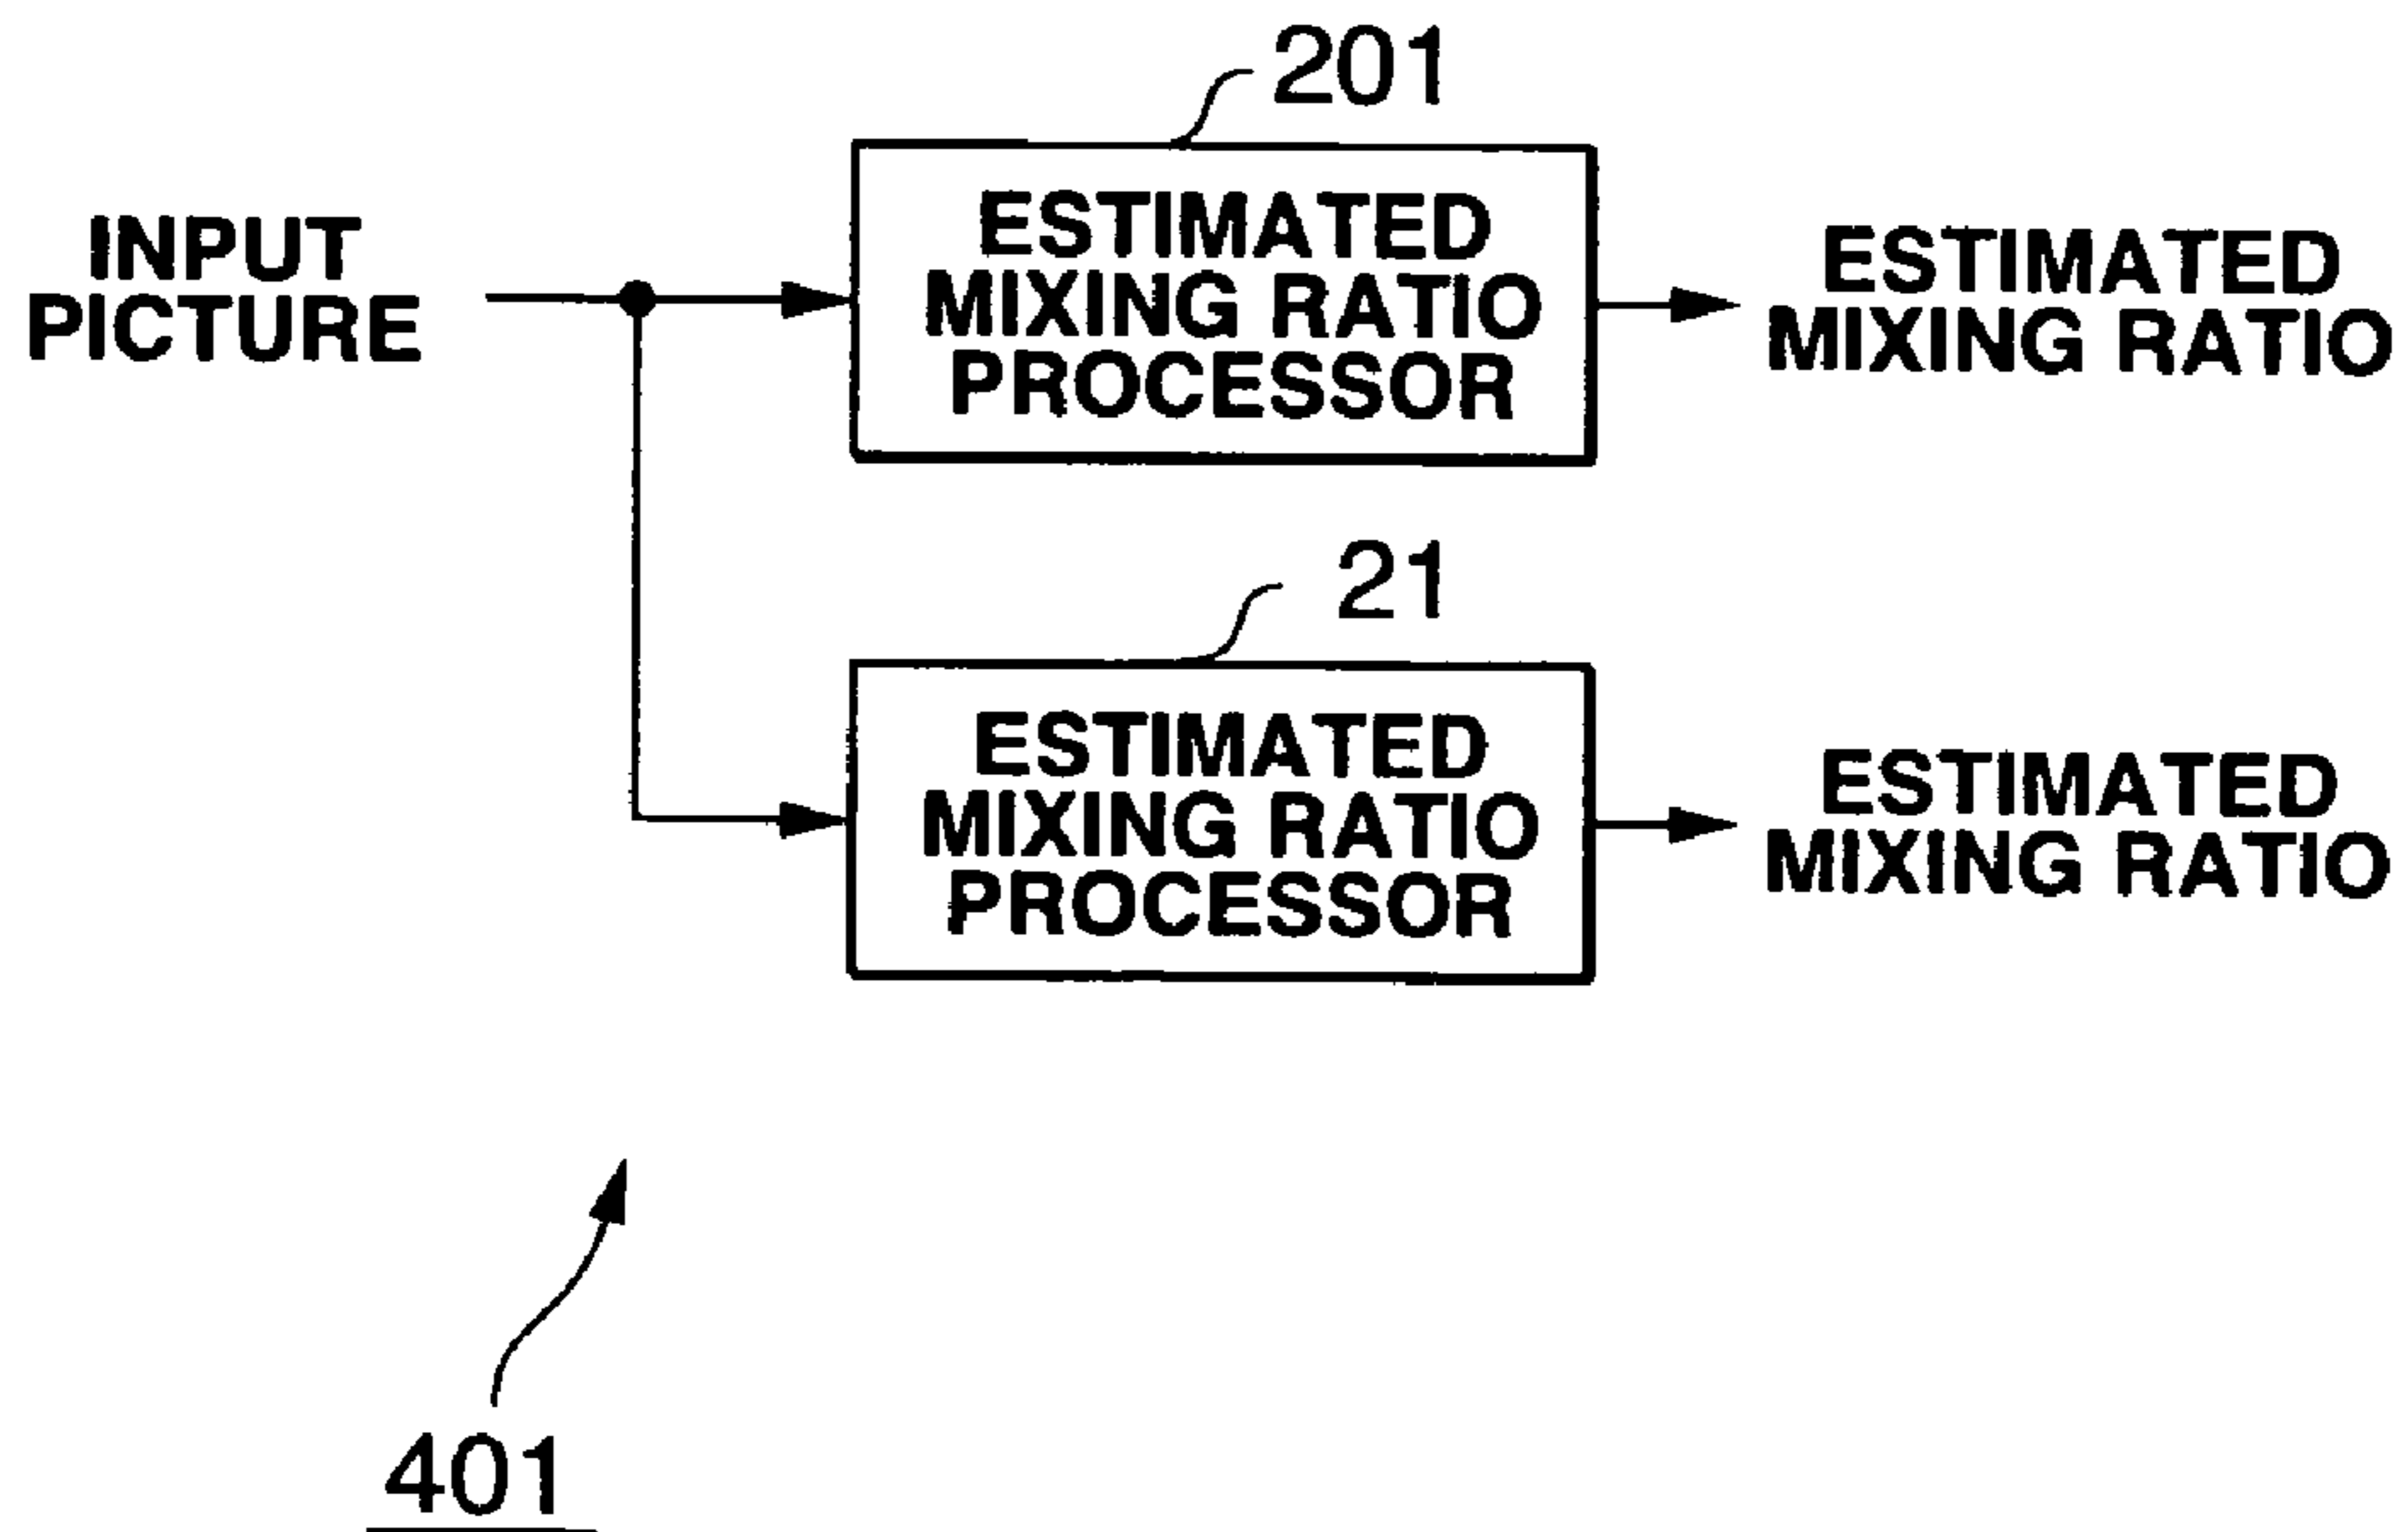 201
INPUT
PICTURE
ESTIMATED
MIXING RATIO
PROCESSOR
ESTIMATED
MIXING RATIO
21
ESTIMATED
MIXING RATIO
PROCESSOR
ESTIMATED
MIXING RATIO
401